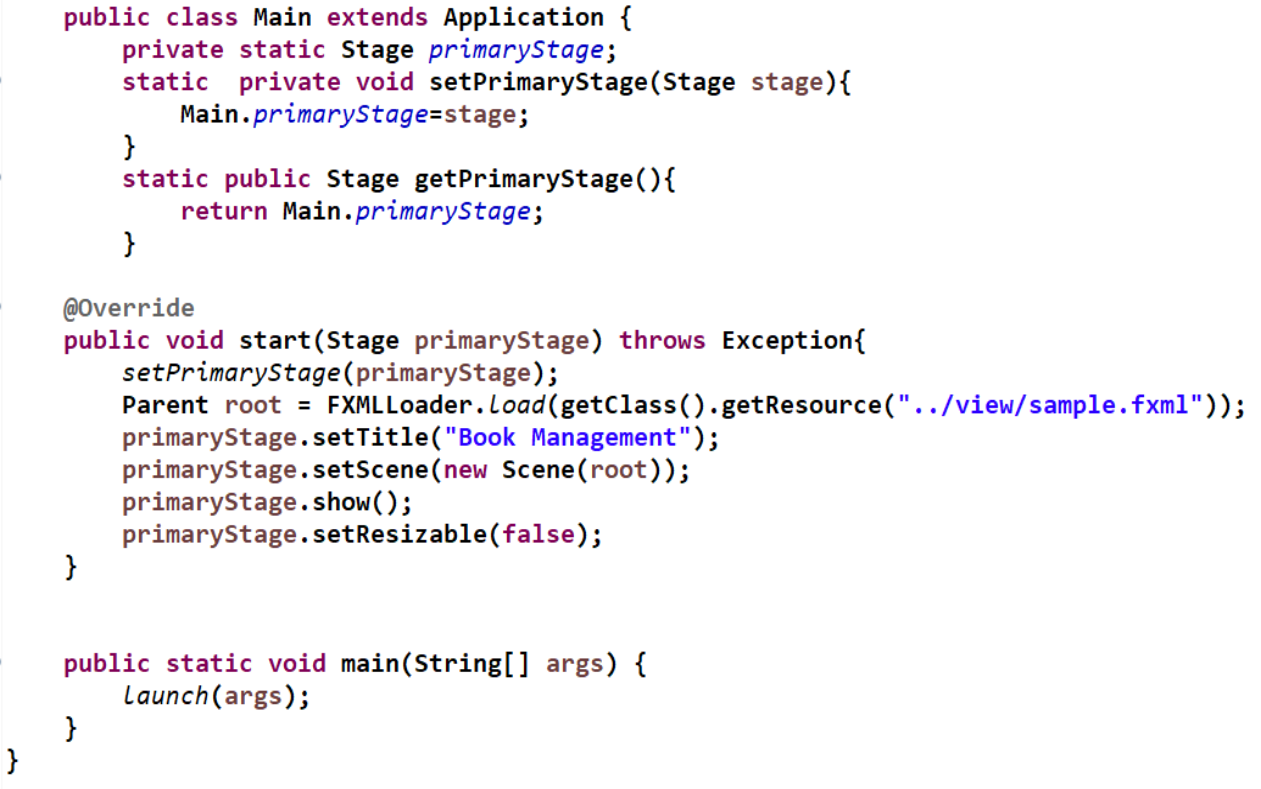 public class Main extends Application {
private static Stage primaryStage;
static  private void setPrimaryStage(Stage stage){
Main.primaryStage=stage;
}
static public Stage getPrimaryStage(){
return Main.primaryStage;
}
@Override
public void start(Stage primaryStage) throws Exception{
setPrimaryStage(primaryStage);
Parent root = FXMLLoader.load(getClass().getResource("../view/sample.fxml"));
primaryStage.setTitle("Book Management");
primaryStage.setScene(new Scene(root));
primaryStage.show();
primaryStage.setResizable(false);
}
public static void main(String[] args) {
launch(args);
}
}